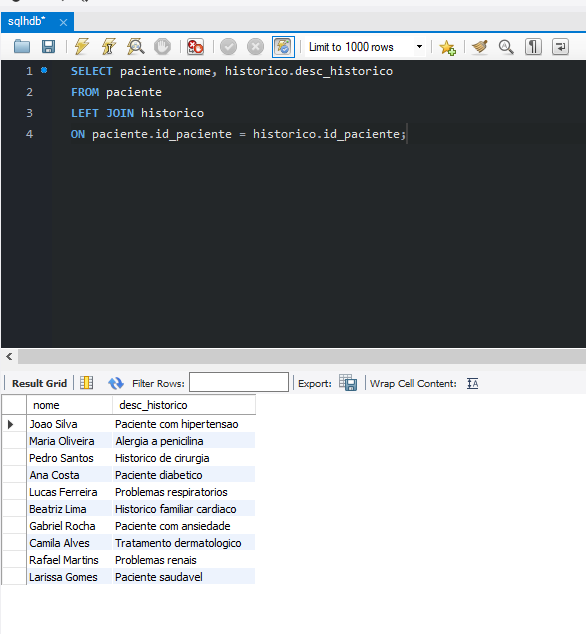 sqlhdb*
Limit to 1000 rows
1 SELECT paciente.nome, historico.desc_historico
2 FROM paciente
3 LEFT JOIN historico
4 ON paciente.id_paciente = historico.id_paciente;
Result Grid Filter Rows: Export: Wrap Cell Content:
nome desc_historico
Joao Silva Paciente com hipertensao
Maria Oliveira Alergia a penicilina
Pedro Santos Historico de cirurgia
Ana Costa Paciente diabetico
Lucas Ferreira Problemas respiratorios
Beatriz Lima Historico familiar cardiaco
Gabriel Rocha Paciente com ansiedade
Camila Alves Tratamento dermatologico
Rafael Martins Problemas renais
Larissa Gomes Paciente saudavel